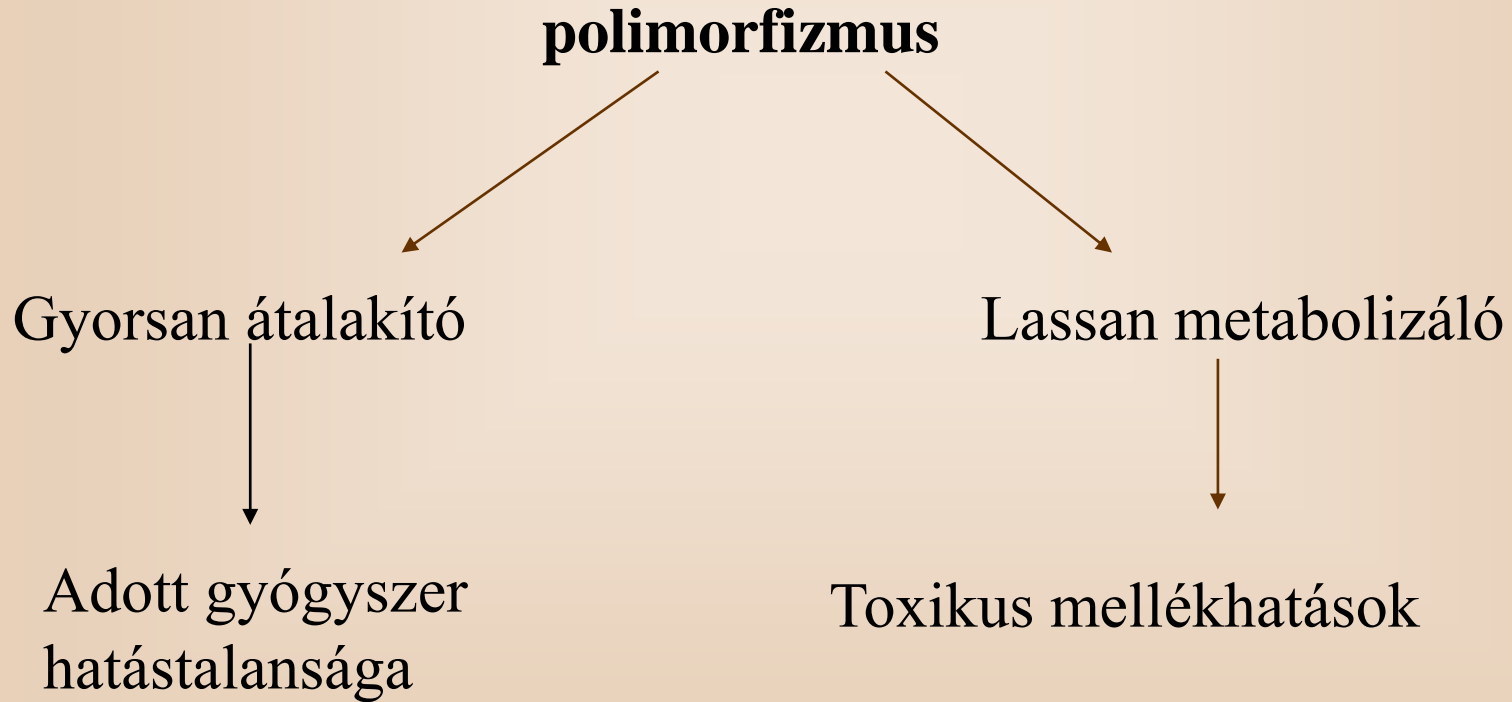 polimorfizmus
Gyorsan átalakító
Lassan metabolizáló
Adott gyógyszer
hatástalansága
Toxikus mellékhatások